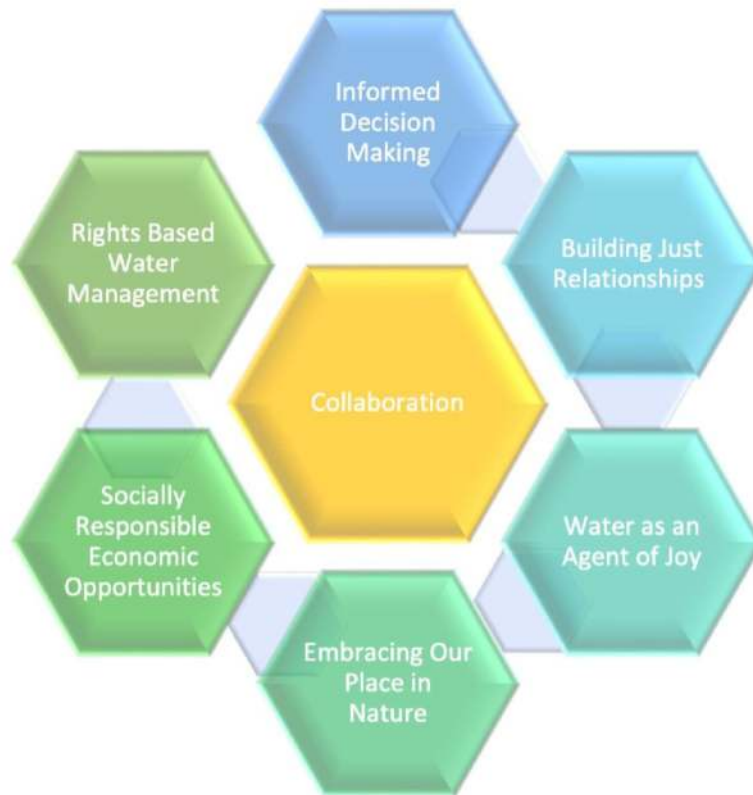 Informed
Decision
Making
Building Just
Relationships
Rights Based
Water
Management
Collaboration
Water as an
Agent of Joy
Socially
Responsible
Economic
Opportunities
Embracing Our
Place in
Nature